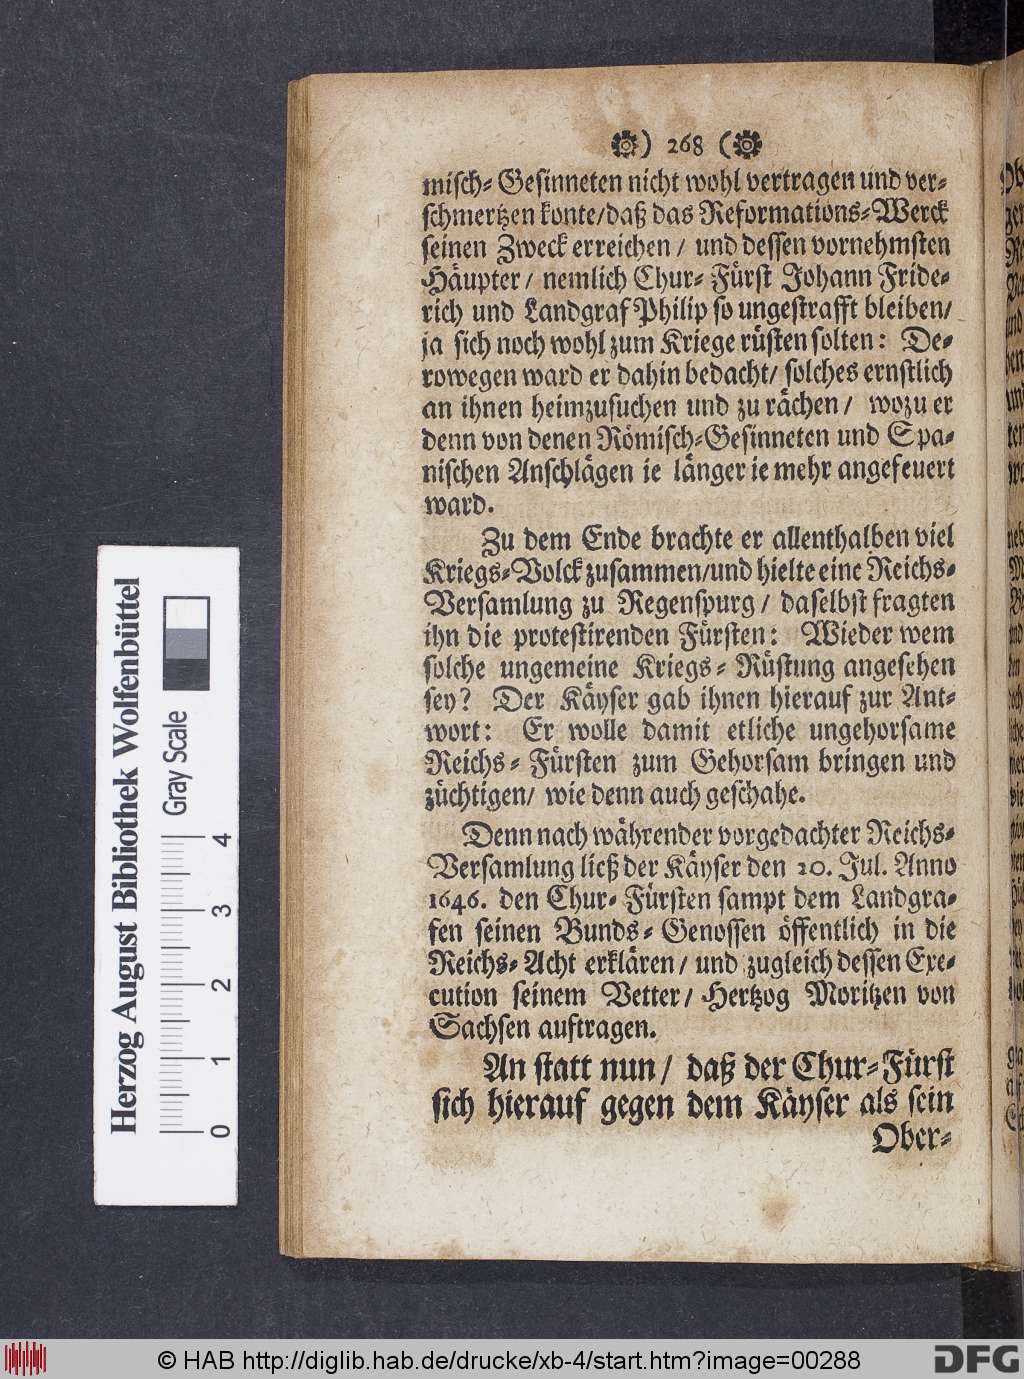 ) 268 (
misch-Gesinneten nicht wohl vertragen und ver-
schmertzen konte/daß das Reformations-Werck
seinen Zweck erreichen / und dessen vornehmsten
Häupter / nemlich Chur-Fürst Johann Fride-
rich und Landgraf Philip so ungestrafft bleiben/
ja sich noch wohl zum Kriege rüsten solten: De-
rowegen ward er dahin bedacht/ solches ernstlich
an ihnen heimzusuchen und zu rächen / wozu er
denn von denen Römisch-Gesinneten und Spa-
nischen Anschlägen ie länger ie mehr angefeuert
ward.
Zu dem Ende brachte er allenthalben viel
Kriegs-Volck zusammen/und hielte eine Reichs-
Versamlung zu Regenspurg / daselbst fragten
ihn die protestirenden Fürsten: Wieder wem
solche ungemeine Kriegs-Rüstung angesehen
sey? Der Käyser gab ihnen hierauf zur Ant-
wort: Er wolle damit etliche ungehorsame
Reichs-Fürsten zum Gehorsam bringen und
züchtigen/ wie denn auch geschahe.
Denn nach währender vorgedachter Reichs-
Versamlung ließ der Käyser den 20. Jul. Anno
1646. den Chur-Fürsten sampt dem Landgra-
fen seinen Bunds-Genossen öffentlich in die
Reichs-Acht erklären / und zugleich dessen Exe-
cution seinem Vetter / Hertzog Moritzen von
Sachsen auftragen.
An statt nun / daß der Chur-Fürst
sich hierauf gegen dem Käyser als sein
Ober-
Herzog August Bibliothek Wolfenbüttel
Gray Scale
0 1 2 3 4
© HAB http://diglib.hab.de/drucke/xb-4/start.htm?image=00288
DFG